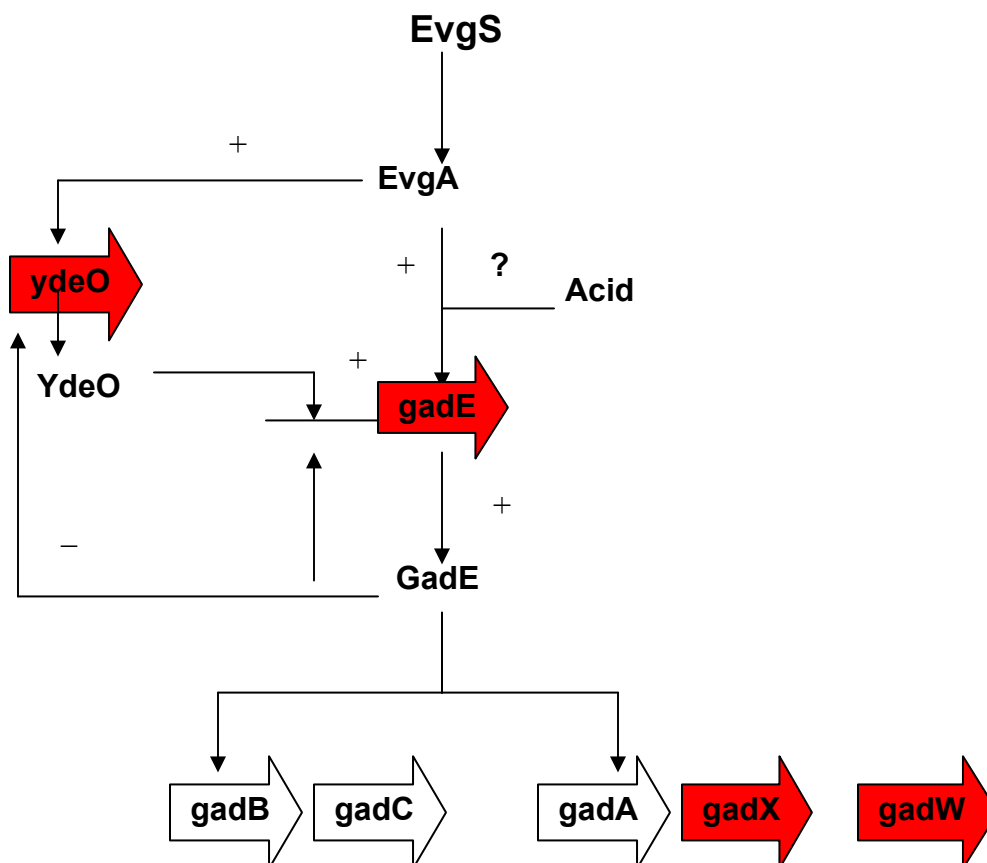 EvgS
+
EvgA
+
?
ydeO
Acid
+
YdeO
gadE
+
–
GadE
gadB gadC gadA gadX gadW